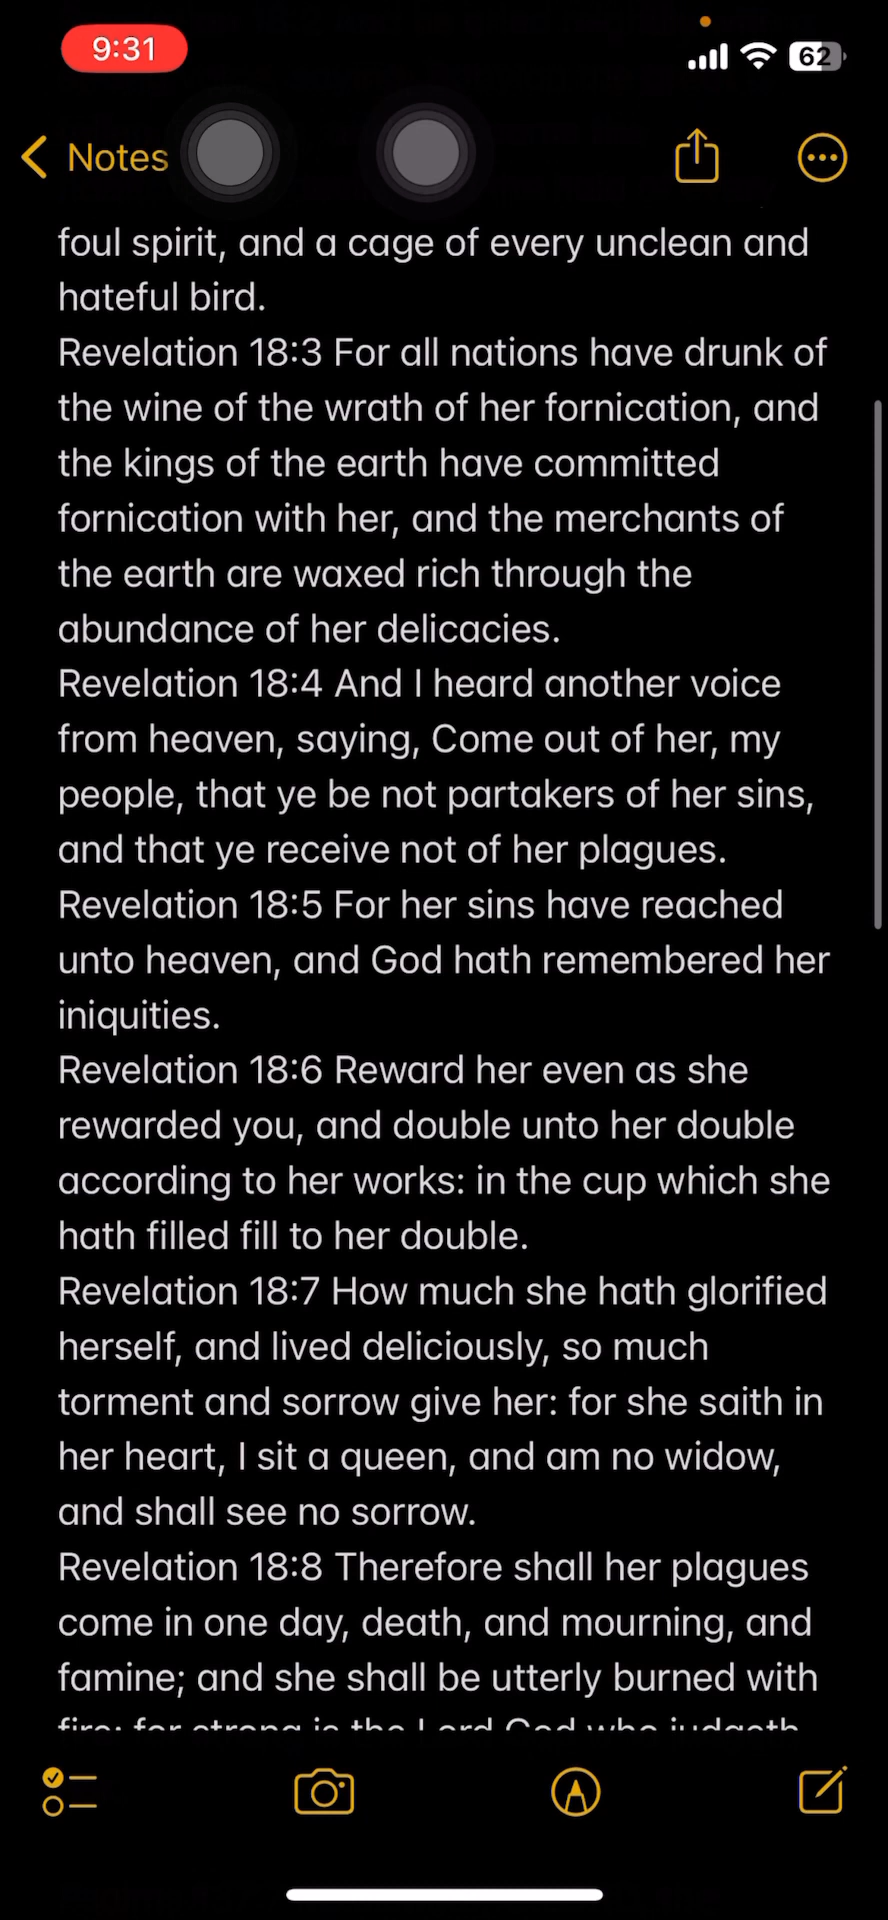 9:31
62
Notes
foul spirit, and a cage of every unclean and
hateful bird.
Revelation 18:3 For all nations have drunk of
the wine of the wrath of her fornication, and
the kings of the earth have committed
fornication with her, and the merchants of
the earth are waxed rich through the
abundance of her delicacies.
Revelation 18:4 And I heard another voice
from heaven, saying, Come out of her, my
people, that ye be not partakers of her sins,
and that ye receive not of her plagues.
Revelation 18:5 For her sins have reached
unto heaven, and God hath remembered her
iniquities.
Revelation 18:6 Reward her even as she
rewarded you, and double unto her double
according to her works: in the cup which she
hath filled fill to her double.
Revelation 18:7 How much she hath glorified
herself, and lived deliciously, so much
torment and sorrow give her: for she saith in
her heart, I sit a queen, and am no widow,
and shall see no sorrow.
Revelation 18:8 Therefore shall her plagues
come in one day, death, and mourning, and
famine; and she shall be utterly burned with
fire: for strong is the Lord God who judgeth